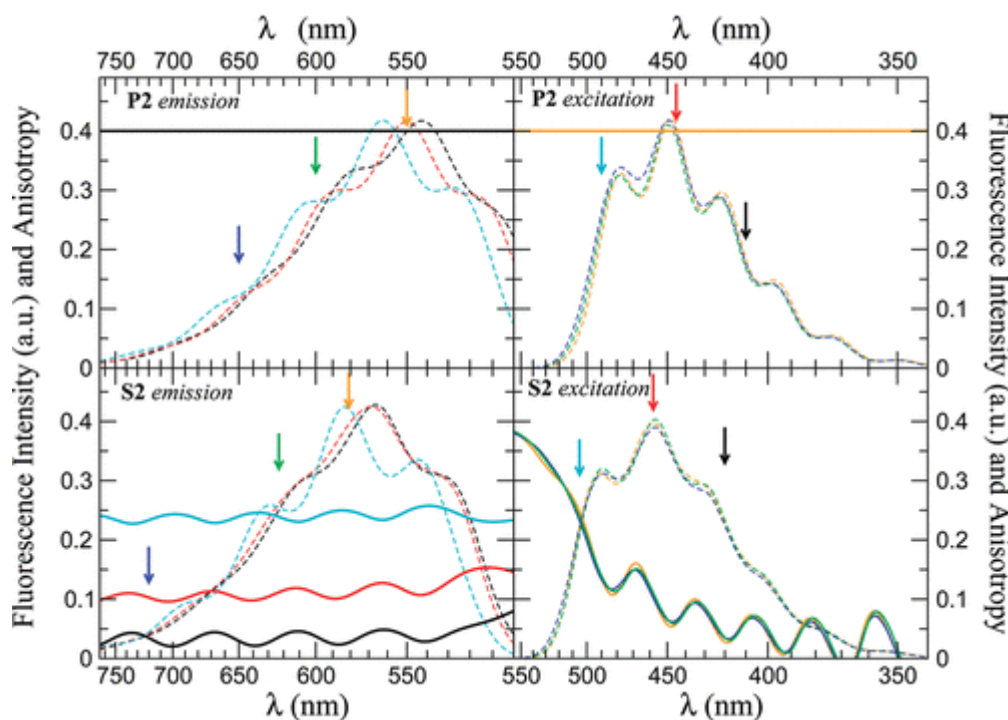 λ (nm)
λ (nm)
750 700 650 600 550
500 450 400 350
P2 emission
P2 excitation
0.4
0.3
0.2
0.1
0
0.4
0.3
0.2
0.1
0
S2 emission
S2 excitation
0.4
0.3
0.2
0.1
0
0.4
0.3
0.2
0.1
0
750 700 650 600 550
550 500 450 400 350
λ (nm)
λ (nm)
Fluorescence Intensity (a.u.) and Anisotropy
Fluorescence Intensity (a.u.) and Anisotropy